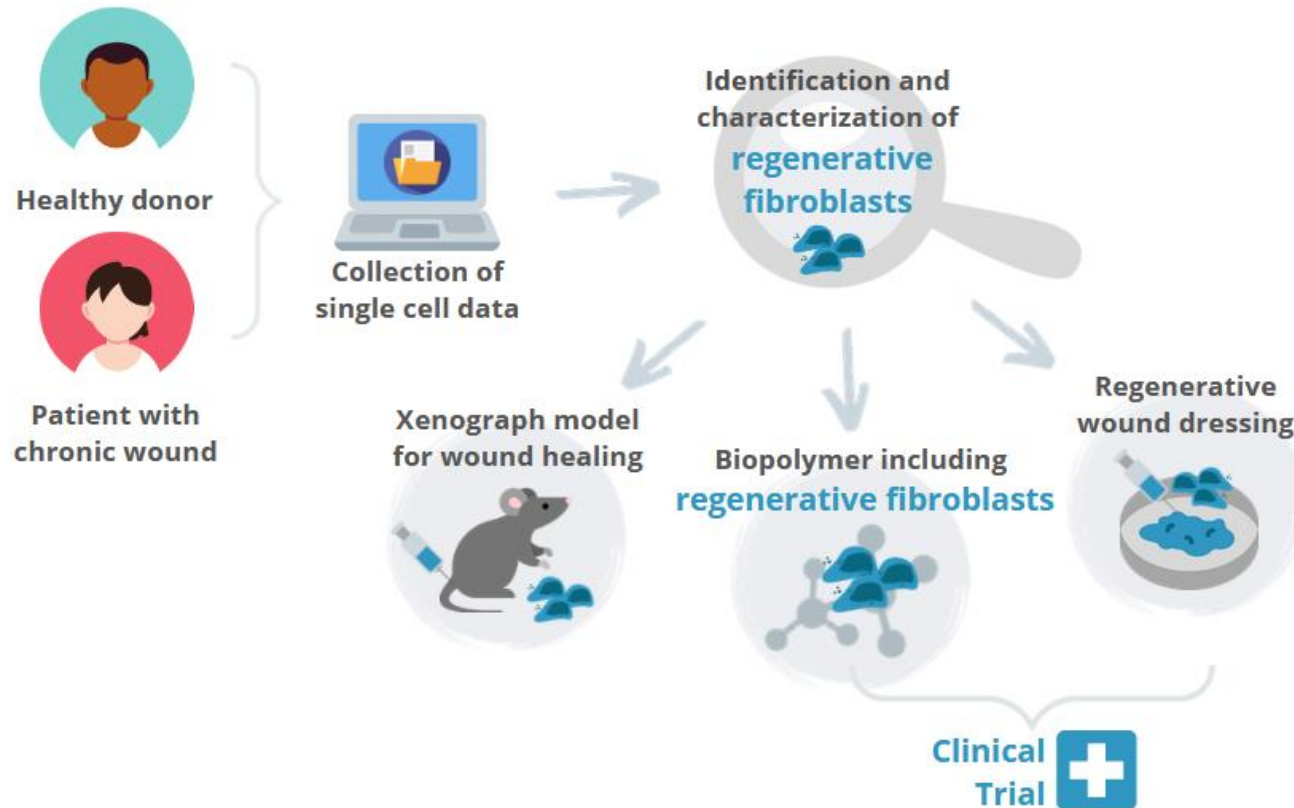 Healthy donor
Patient with
chronic wound
Collection of
single cell data
Identification and
characterization of
regenerative
fibroblasts
Xenograph model
for wound healing
Biopolymer including
regenerative fibroblasts
Regenerative
wound dressing
Clinical
Trial